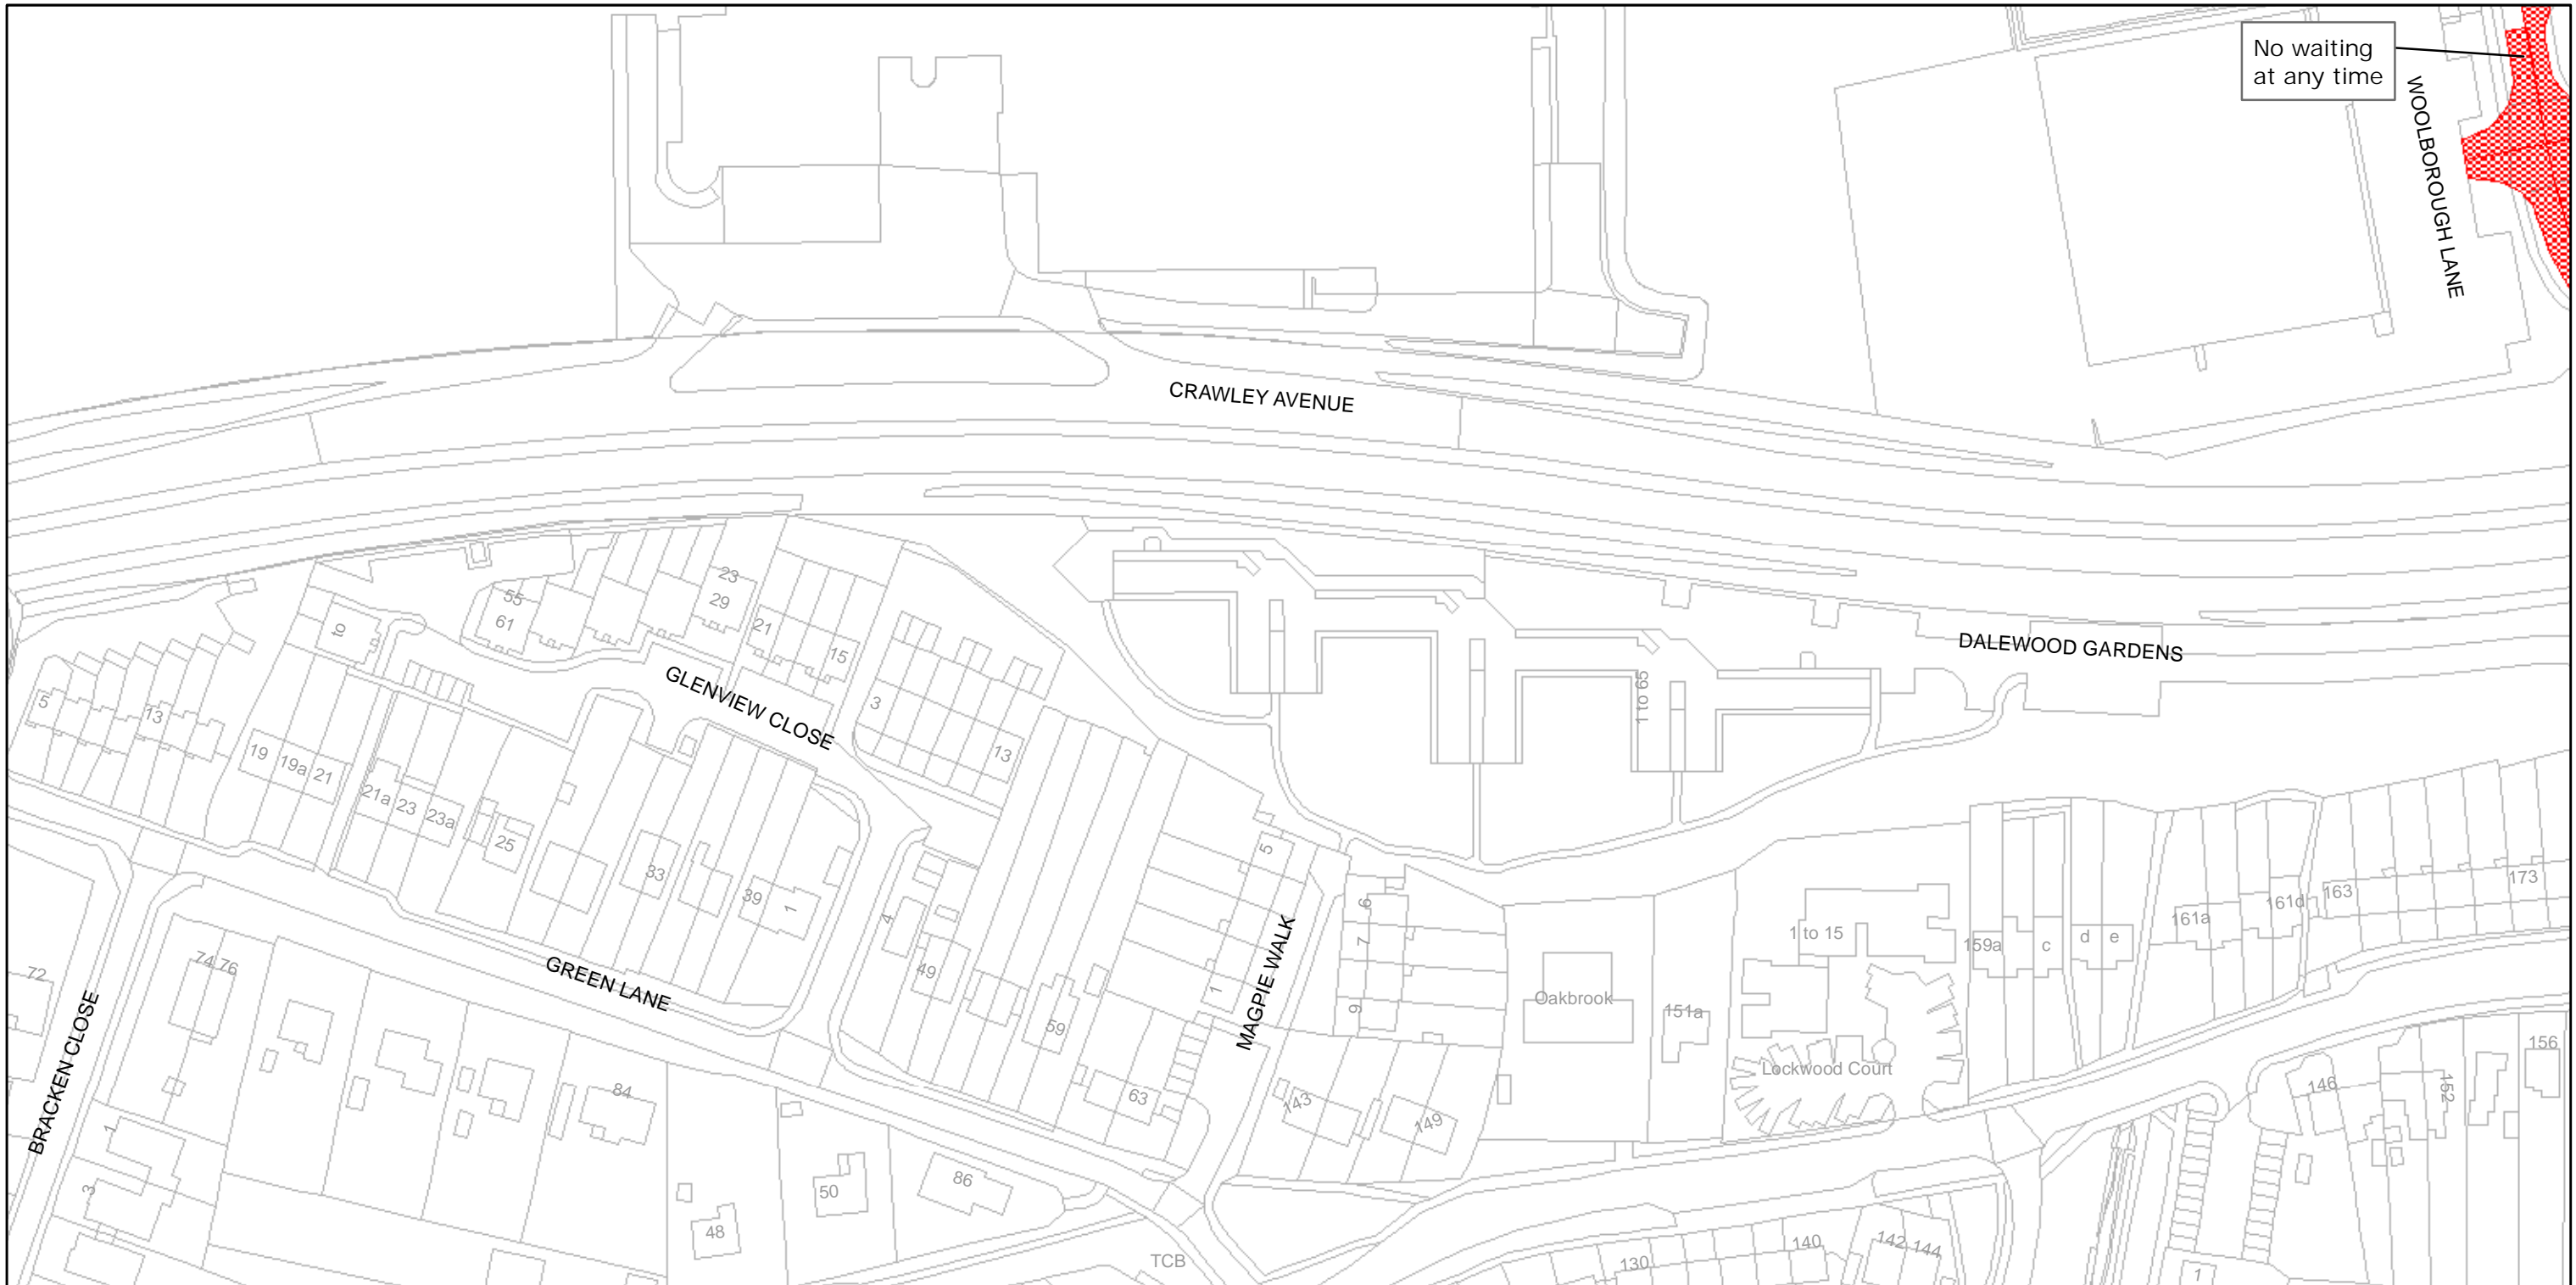 No waiting
at any time
WOOLBOROUGH LANE
CRAWLEY AVENUE
DALEWOOD GARDENS
23
29
55
61
21
15
to
GLENVIEW CLOSE
3
13
1 to 65
5
13
19
19a
21
21a
23
23a
25
33
39
1
4
49
59
63
5
1
MAGPIE WALK
6
7
9
Oakbrook
151a
1 to 15
Lockwood Court
159a
c
d
e
161a
161d
163
173
GREEN LANE
BRACKEN CLOSE
72
74
76
84
1
3
143
149
50
86
48
TCB
130
140
142
144
146
152
156
1